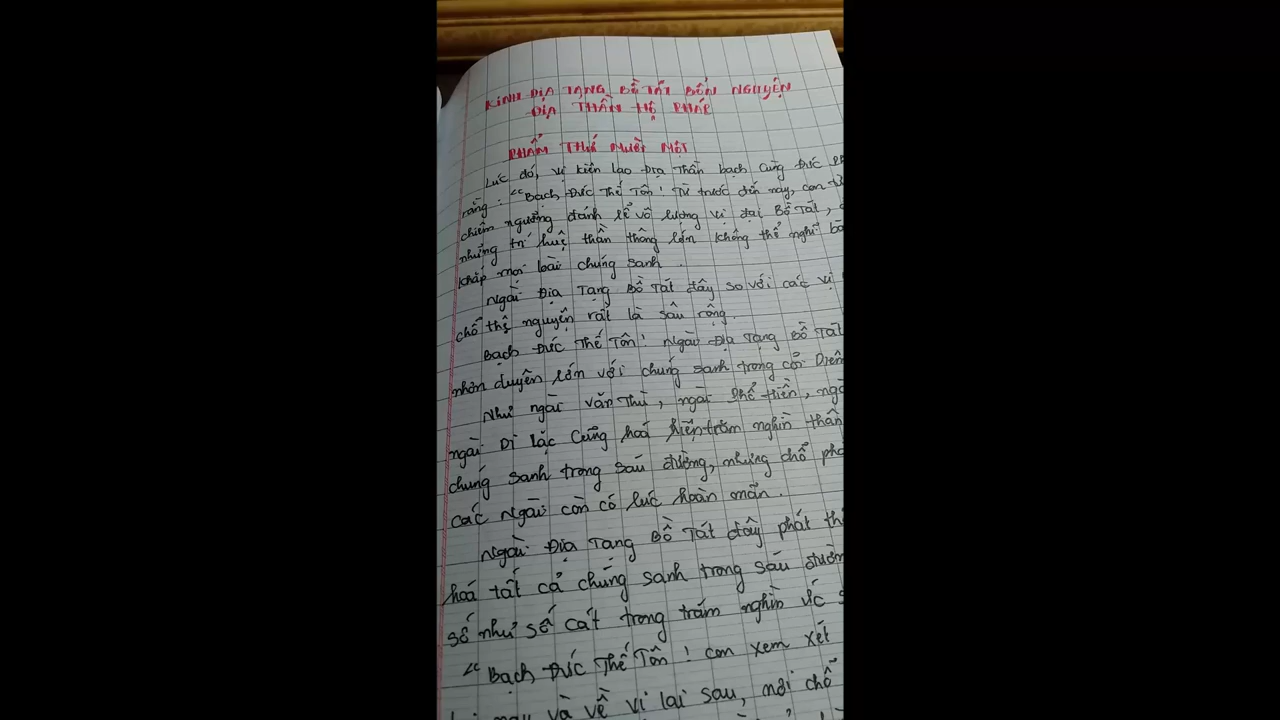 KINH ĐỊA TẠNG BỒ TÁT BỔN NGUYỆN
ĐỊA THẦN HỘ PHÁP
PHẨM THỨ MƯỜI MỘT
Lúc đó, vị kiên lao Địa Thần bạch cùng Đức
rằng: "Bạch Đức Thế Tôn! Từ trước đến nay, con
chiêm ngưỡng đảnh lễ vô lượng vị đại Bồ Tát,
những trí huệ thần thông lớn không thể nghĩ
khắp mọi loài chúng sanh.
Ngài Địa Tạng Bồ Tát đây so với các vị
chỗ thệ nguyện rất là sâu rộng.
Bạch Đức Thế Tôn! Ngài Địa Tạng Bồ Tát
nhơn duyên lớn với chúng sanh trong cõi Diêm
Như ngài Văn Thù, ngài Phổ Hiền,
ngài Di Lặc cũng hoá hiện trăm nghìn thân
chúng sanh trong sáu đường, nhưng chỗ
các Ngài còn có lúc hoàn mãn.
Ngài Địa Tạng Bồ Tát đây phát
hoá tất cả chúng sanh trong sáu
số như số cát trong trăm nghìn ức
"Bạch Đức Thế Tôn! con xem xét
nay và về vị lai sau, nơi chỗ